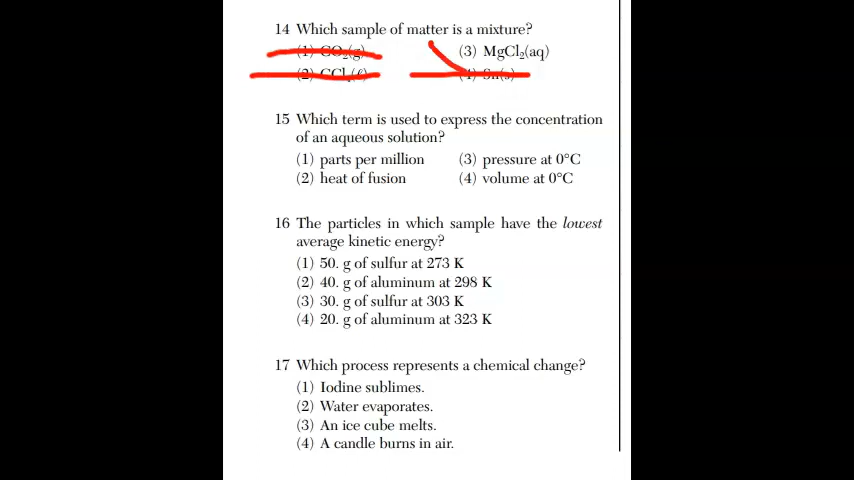 14 Which sample of matter is a mixture?
(1) CO₂(g) (3) MgCl₂(aq)
(2) CCl₄(ℓ) (4) Sn(s)
15 Which term is used to express the concentration
of an aqueous solution?
(1) parts per million (3) pressure at 0°C
(2) heat of fusion (4) volume at 0°C
16 The particles in which sample have the lowest
average kinetic energy?
(1) 50. g of sulfur at 273 K
(2) 40. g of aluminum at 298 K
(3) 30. g of sulfur at 303 K
(4) 20. g of aluminum at 323 K
17 Which process represents a chemical change?
(1) Iodine sublimes.
(2) Water evaporates.
(3) An ice cube melts.
(4) A candle burns in air.